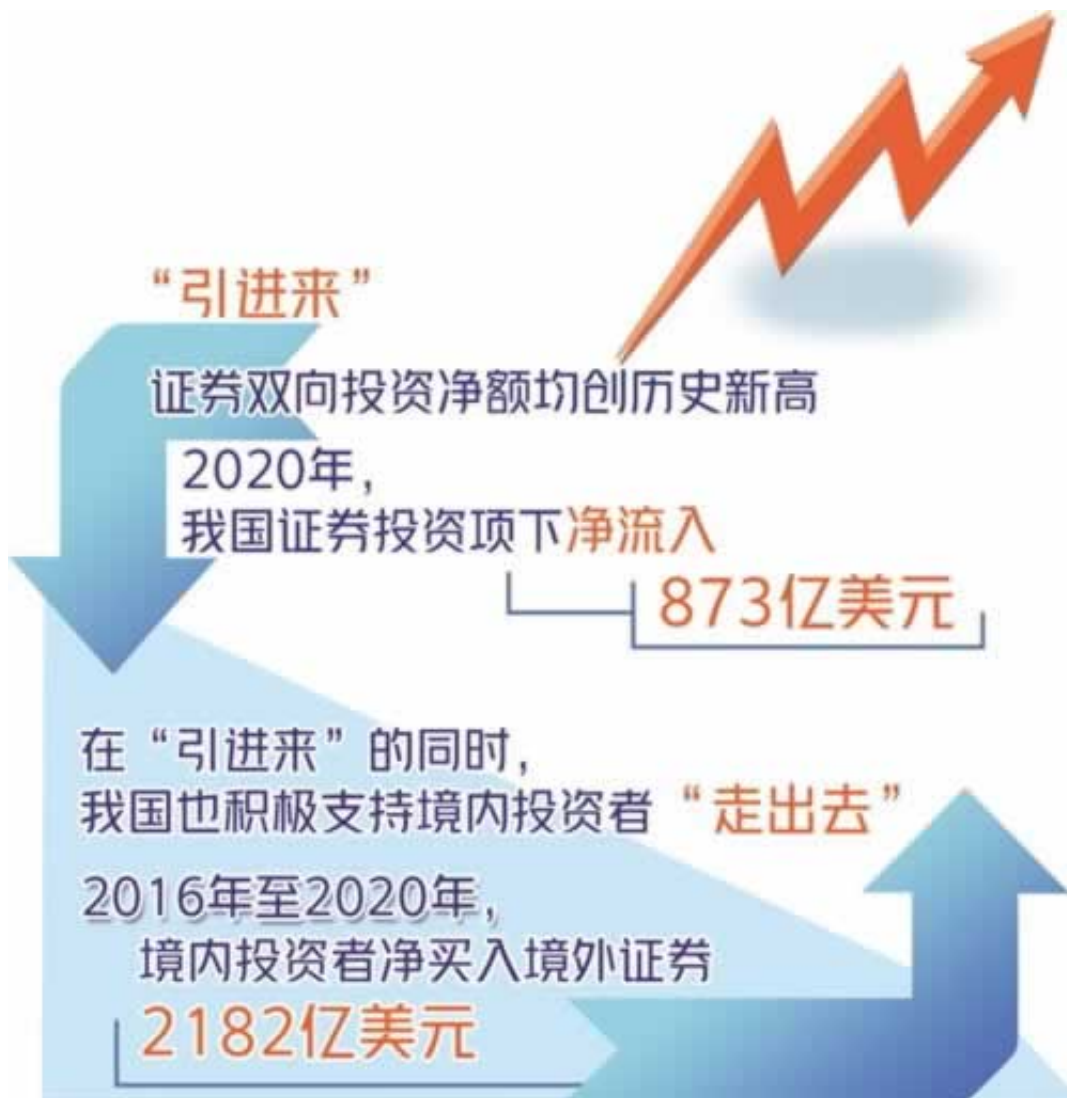 “引进来”
证券双向投资净额均创历史新高
2020年，
我国证券投资项下净流入
873亿美元
在“引进来”的同时，
我国也积极支持境内投资者“走出去”
2016年至2020年，
境内投资者净买入境外证券
2182亿美元